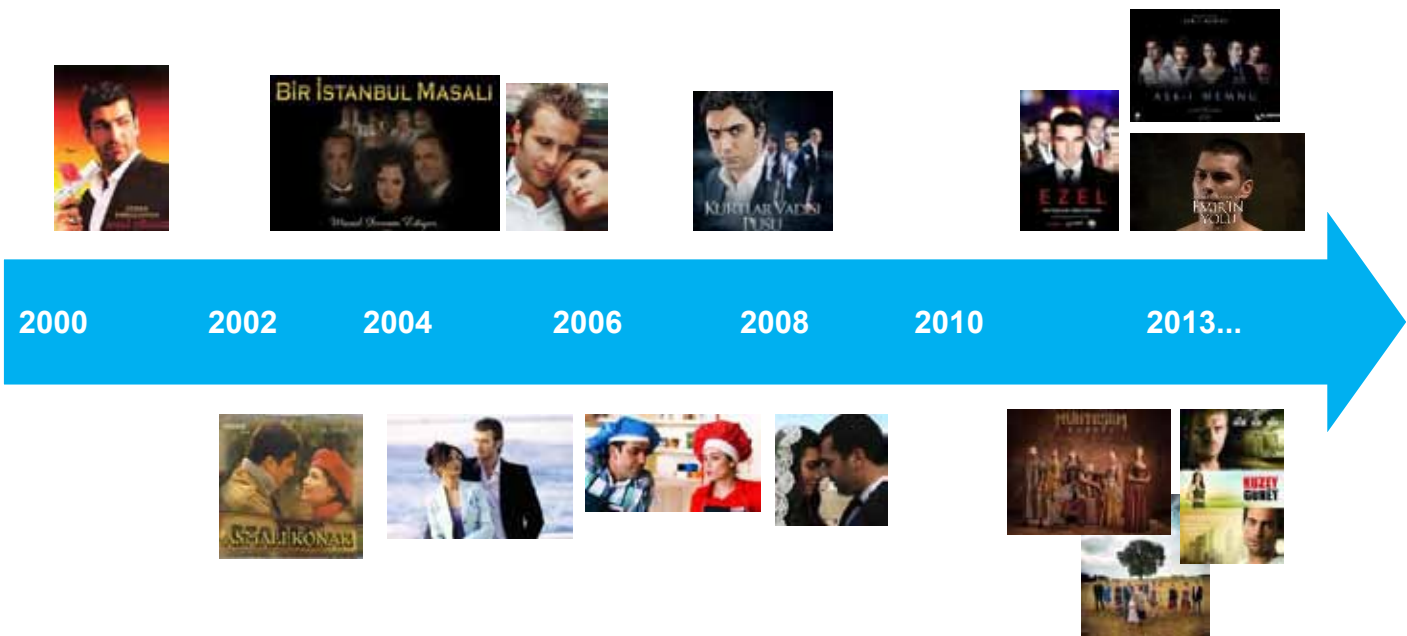 BİR İSTANBUL MASALI
KURTLAR VADİSİ
PUSU
EZEL
AŞK-I MEMNU
EMİR'İN
YOLU
2000 2002 2004 2006 2008 2010 2013...
ASMALI KONAK
MUHTEŞEM
KUZEY
GÜNEY